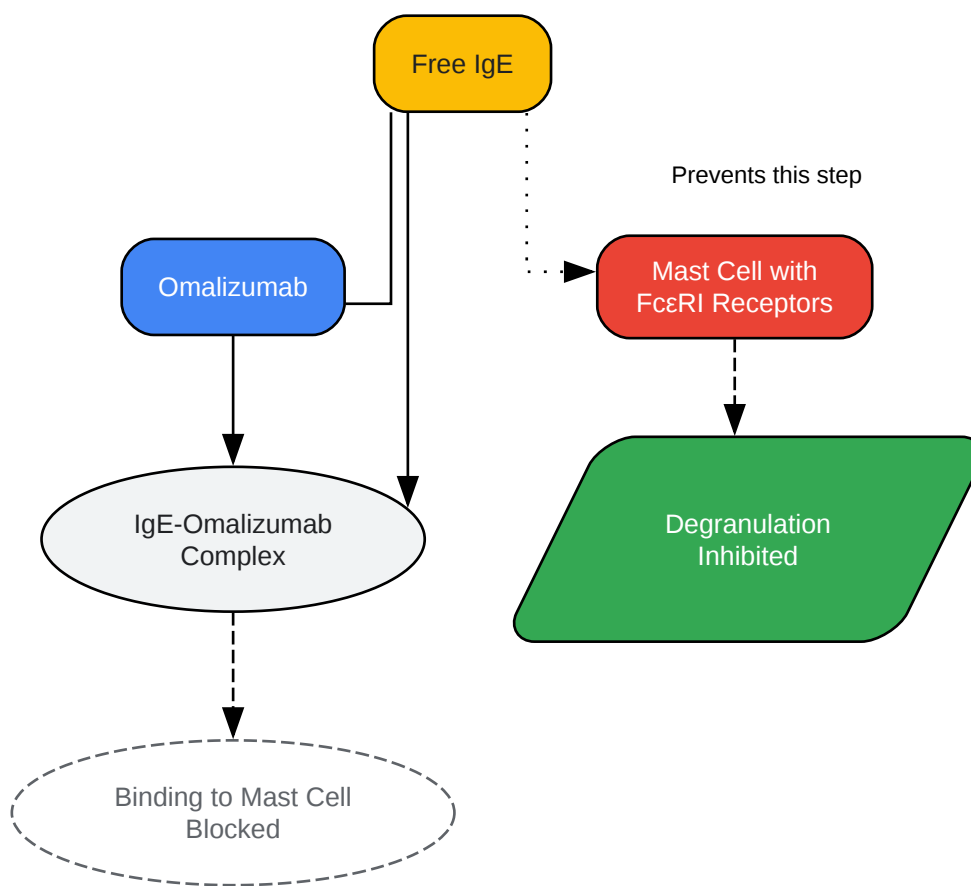 Free IgE
Prevents this step
Omalizumab
Mast Cell with
FcεRI Receptors
IgE-Omalizumab
Complex
Degranulation
Inhibited
Binding to Mast Cell
Blocked